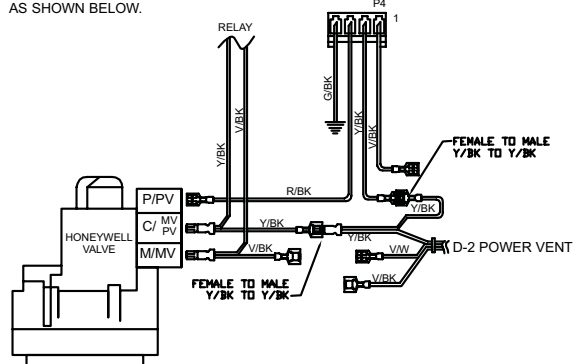 AS SHOWN BELOW.
P4
1
RELAY
G/BK
Y/BK
V/BK
Y/BK
V/BK
FEMALE TO MALE
Y/BK TO Y/BK
P/PV
R/BK
Y/BK
C/ MV
PV
Y/BK
Y/BK
HONEYWELL
VALVE
M/MV
V/BK
V/W
D-2 POWER VENT
FEMALE TO MALE
Y/BK TO Y/BK
V/BK